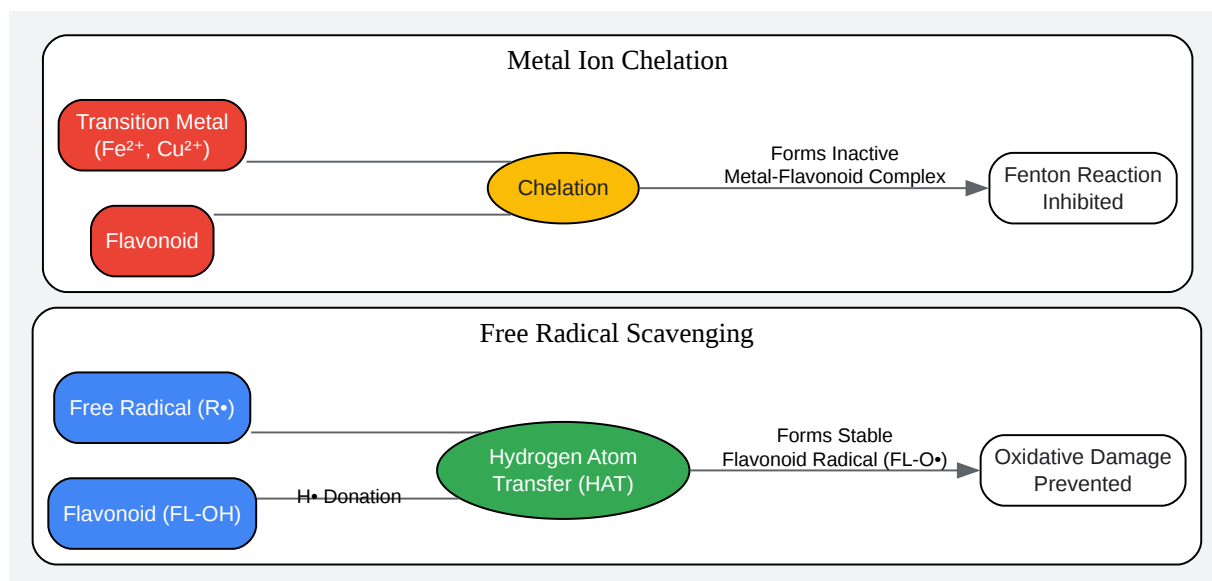 Metal Ion Chelation
Transition Metal
(Fe²⁺, Cu²⁺)
Flavonoid
Chelation
Forms Inactive
Metal-Flavonoid Complex
Fenton Reaction
Inhibited
Free Radical Scavenging
Free Radical (R•)
Flavonoid (FL-OH)
H• Donation
Hydrogen Atom
Transfer (HAT)
Forms Stable
Flavonoid Radical (FL-O•)
Oxidative Damage
Prevented